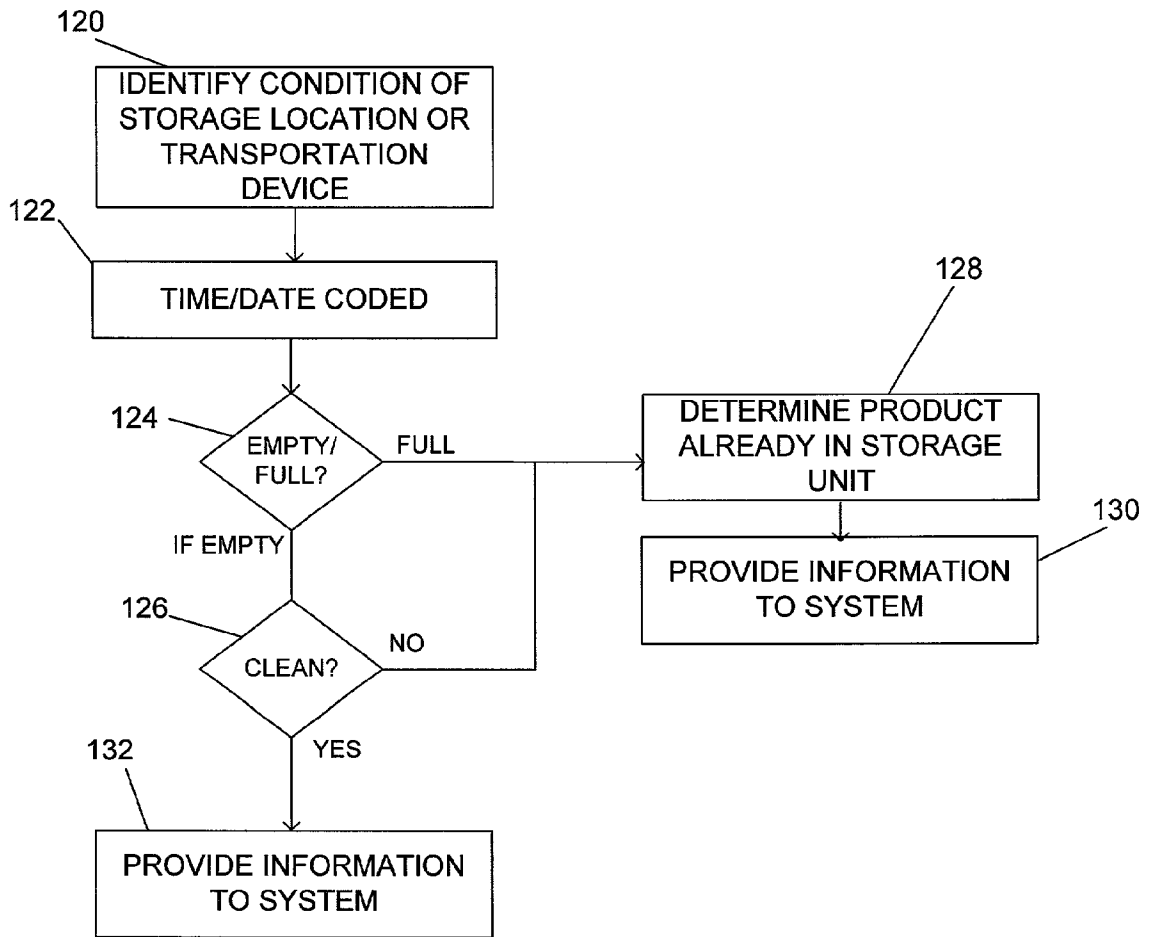 120
IDENTIFY CONDITION OF
STORAGE LOCATION OR
TRANSPORTATION
DEVICE
122
TIME/DATE CODED
124
EMPTY/
FULL?
FULL
IF EMPTY
128
DETERMINE PRODUCT
ALREADY IN STORAGE
UNIT
130
PROVIDE INFORMATION
TO SYSTEM
126
CLEAN?
NO
YES
132
PROVIDE INFORMATION
TO SYSTEM